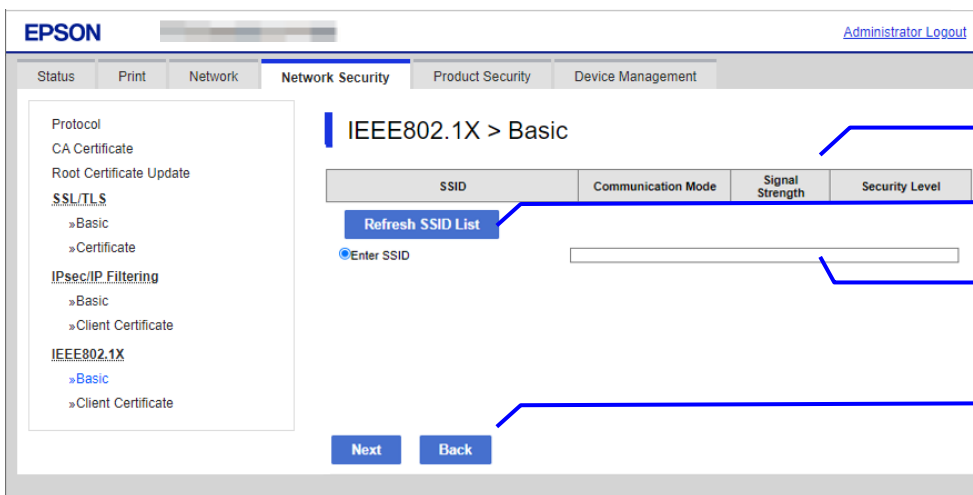 EPSON
Administrator Logout
Status Print Network Network Security Product Security Device Management
Protocol
CA Certificate
Root Certificate Update
SSL/TLS
»Basic
»Certificate
IPsec/IP Filtering
»Basic
»Client Certificate
IEEE802.1X
»Basic
»Client Certificate
IEEE802.1X > Basic
SSID Communication Mode Signal Strength Security Level
Refresh SSID List
Enter SSID
Next Back